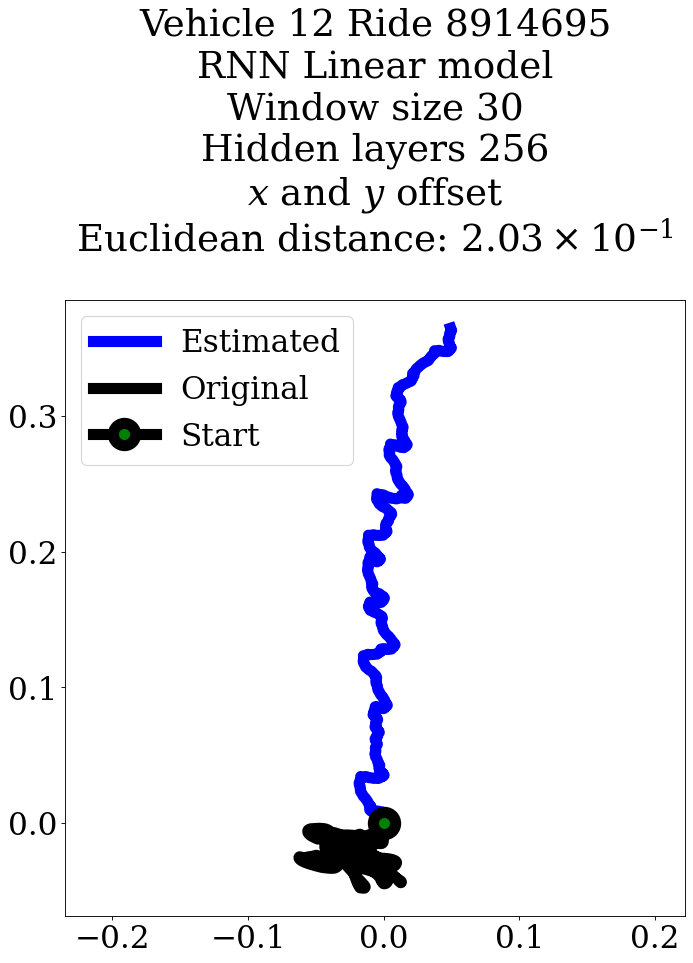 Vehicle 12 Ride 8914695
RNN Linear model
Window size 30
Hidden layers 256
x and y offset
Euclidean distance: 2.03 × 10⁻¹
Estimated
Original
Start
0.3
0.2
0.1
0.0
−0.2 −0.1 0.0 0.1 0.2